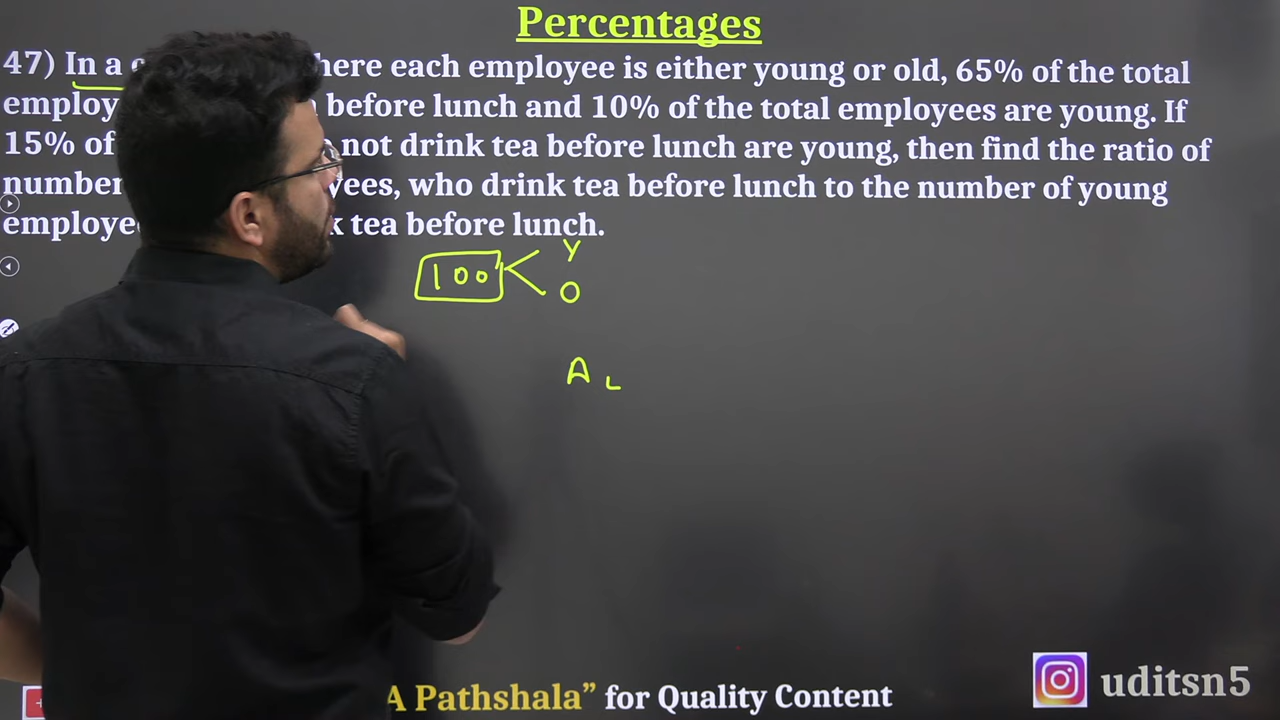 Percentages
47) In a here each employee is either young or old, 65% of the total
before lunch and 10% of the total employees are young. If
15% of not drink tea before lunch are young, then find the ratio of
number who drink tea before lunch to the number of young
tea before lunch.
100 Y
O
A L
A Pathshala” for Quality Content
uditsn5